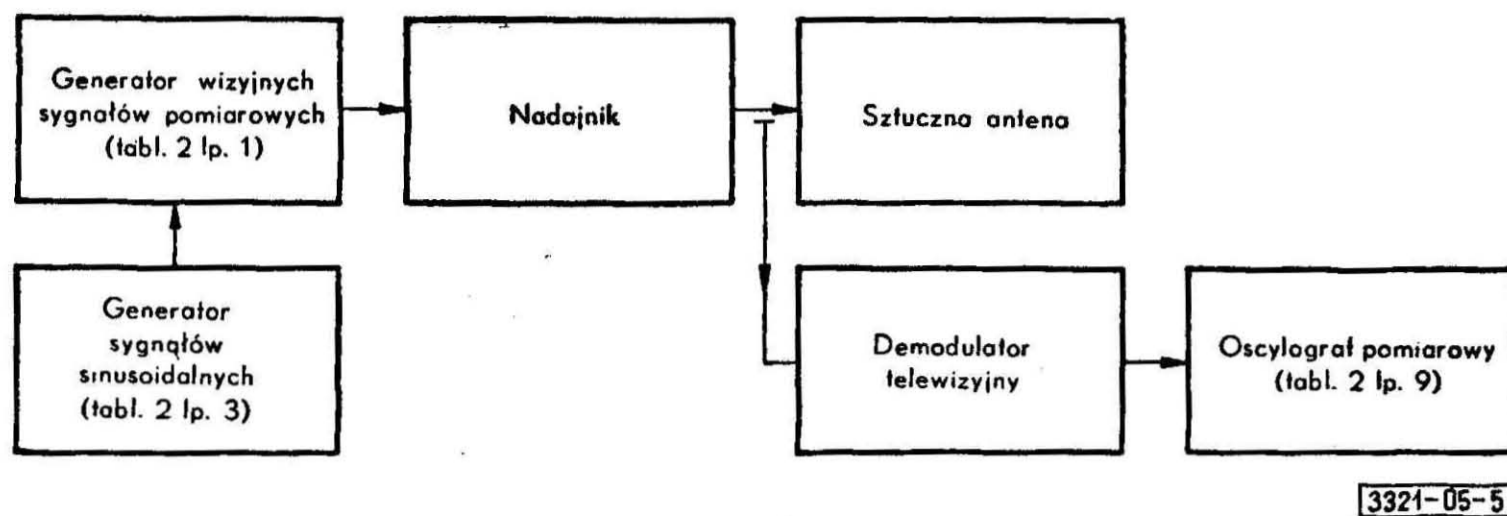 Generator wizyjnych
sygnałów pomiarowych
(tabl. 2 lp. 1)
Nadajnik
Sztuczna antena
Generator
sygnąłów
sinusoidalnych
(tabl. 2 lp. 3)
Demodulator
telewizyjny
Oscylograf pomiarowy
(tabl. 2 lp. 9)
3321-05-5